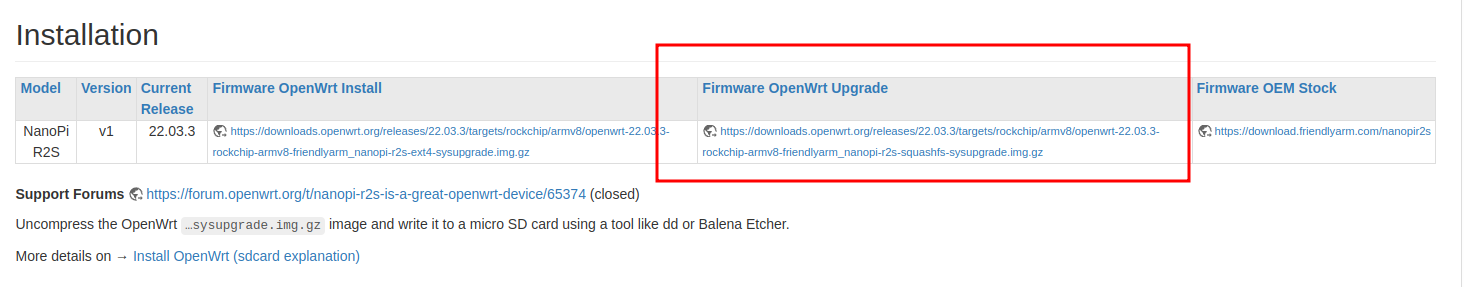 Installation
Model Version Current Release Firmware OpenWrt Install Firmware OpenWrt Upgrade Firmware OEM Stock
NanoPi R2S v1 22.03.3 https://downloads.openwrt.org/releases/22.03.3/targets/rockchip/armv8/openwrt-22.03.3-rockchip-armv8-friendlyarm_nanopi-r2s-ext4-sysupgrade.img.gz https://downloads.openwrt.org/releases/22.03.3/targets/rockchip/armv8/openwrt-22.03.3-rockchip-armv8-friendlyarm_nanopi-r2s-squashfs-sysupgrade.img.gz https://download.friendlyarm.com/nanopir2s
Support Forums https://forum.openwrt.org/t/nanopi-r2s-is-a-great-openwrt-device/65374 (closed)
Uncompress the OpenWrt …sysupgrade.img.gz image and write it to a micro SD card using a tool like dd or Balena Etcher.
More details on → Install OpenWrt (sdcard explanation)